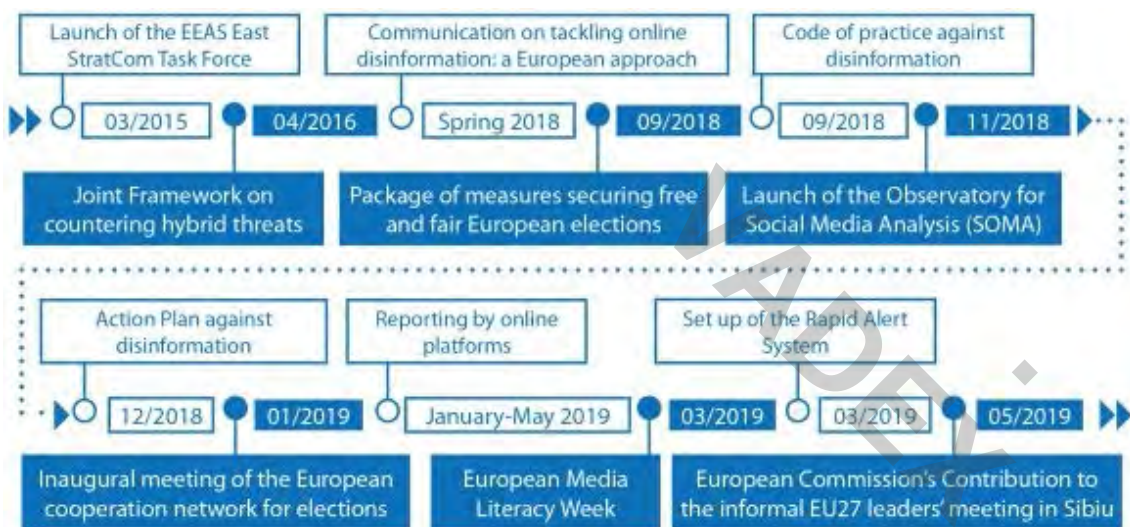 Launch of the EEAS East
StratCom Task Force
Communication on tackling online
disinformation: a European approach
Code of practice against
disinformation
03/2015
04/2016
Spring 2018
09/2018
09/2018
11/2018
Joint Framework on
countering hybrid threats
Package of measures securing free
and fair European elections
Launch of the Observatory for
Social Media Analysis (SOMA)
Action Plan against
disinformation
Reporting by online
platforms
Set up of the Rapid Alert
System
12/2018
01/2019
January-May 2019
03/2019
03/2019
05/2019
Inaugural meeting of the European
cooperation network for elections
European Media
Literacy Week
European Commission's Contribution to
the informal EU27 leaders' meeting in Sibiu